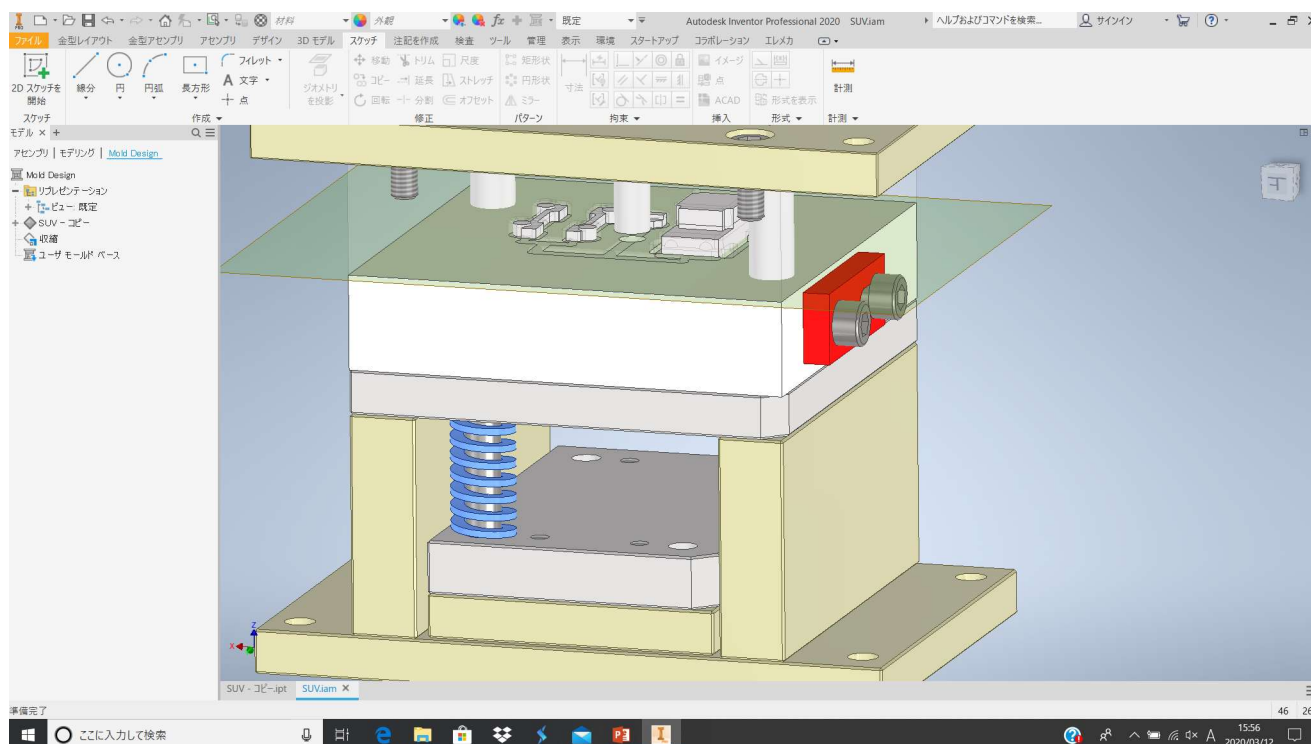 材料
外観
fx
既定
Autodesk Inventor Professional 2020 SUV.iam
ヘルプおよびコマンドを検索...
サインイン
ファイル 金型レイアウト 金型アセンブリ アセンブリ デザイン 3D モデル スケッチ 注記を作成 検査 ツール 管理 表示 環境 スタートアップ コラボレーション エレメカ
2D スケッチを
開始
線分
円
円弧
長方形
フィレット
A 文字
点
ジオメトリ
を投影
移動 トリム 尺度
コピー 延長 ストレッチ
回転 分割 オフセット
矩形状
円形状
ミラー
寸法
イメージ
点
ACAD
形式を表示
計測
スケッチ
作成
修正
パターン
拘束
挿入
形式
計測
モデル × +
アセンブリ | モデリング | Mold Design
Mold Design
リプレゼンテーション
ビュー: 既定
SUV - コピー
収縮
ユーザ モールド ベース
上
Z
X
SUV - コピー.ipt
SUV.iam ×
準備完了
46 26
ここに入力して検索
A
15:56
2020/03/12